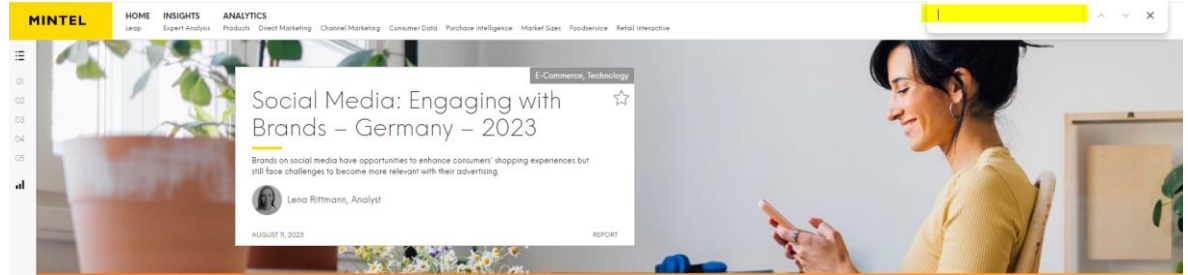 MINTEL
HOME INSIGHTS ANALYTICS
Leap Expert Analysis Products Direct Marketing Channel Marketing Consumer Data Purchase Intelligence Market Sizes Foodservice Retail Interactive
01
02
03
04
05
E-Commerce, Technology
Social Media: Engaging with
Brands – Germany – 2023
Brands on social media have opportunities to enhance consumers' shopping experiences but
still face challenges to become more relevant with their advertising.
Lena Rittmann, Analyst
AUGUST 11, 2023 REPORT